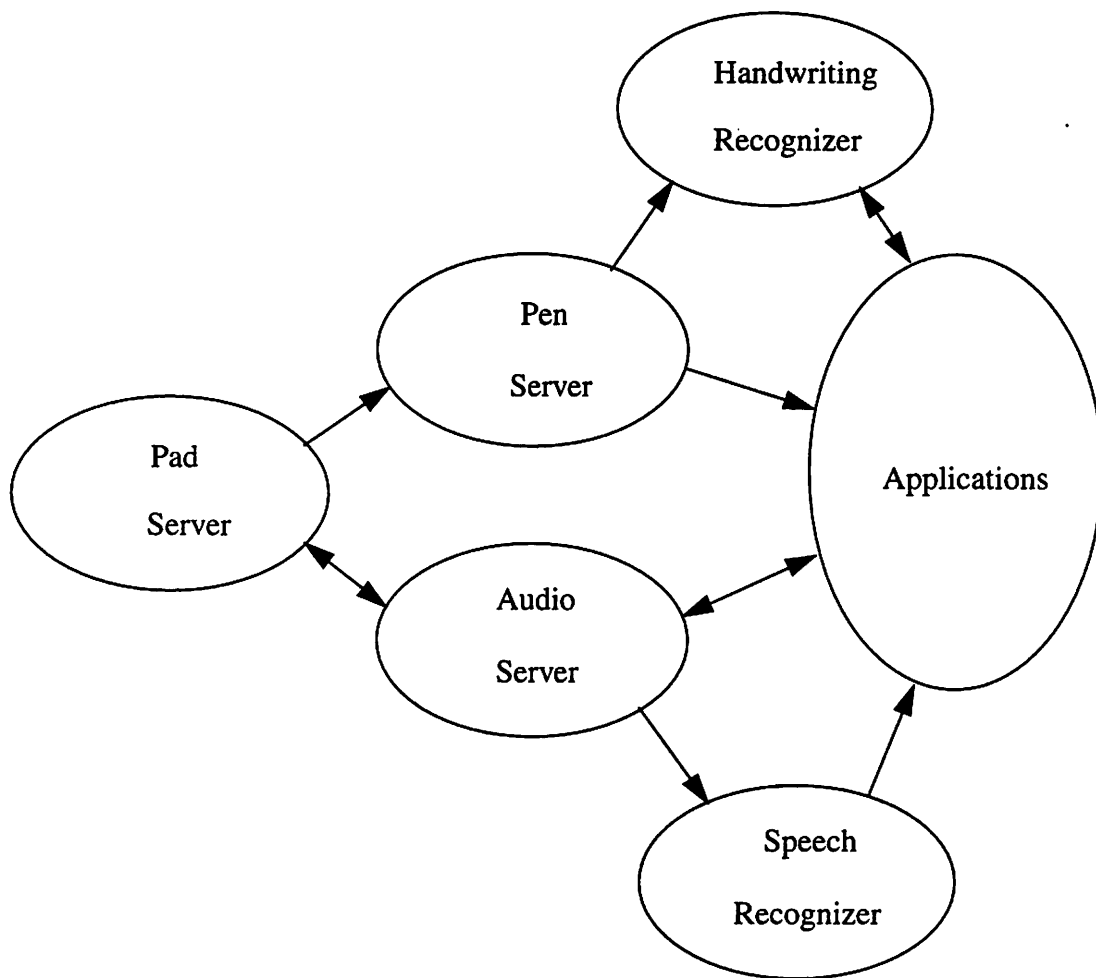 Handwriting
Recognizer
Pen
Server
Pad
Server
Applications
Audio
Server
Speech
Recognizer